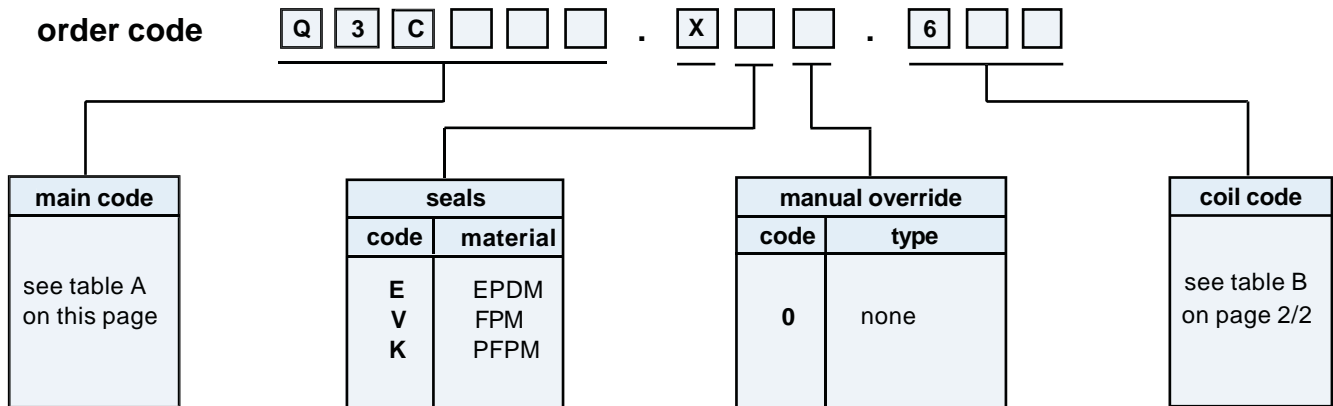 order code Q 3 C . X . 6
main code
see table A
on this page
seals
code material
E EPDM
V FPM
K PFPM
manual override
code type
0 none
coil code
see table B
on page 2/2